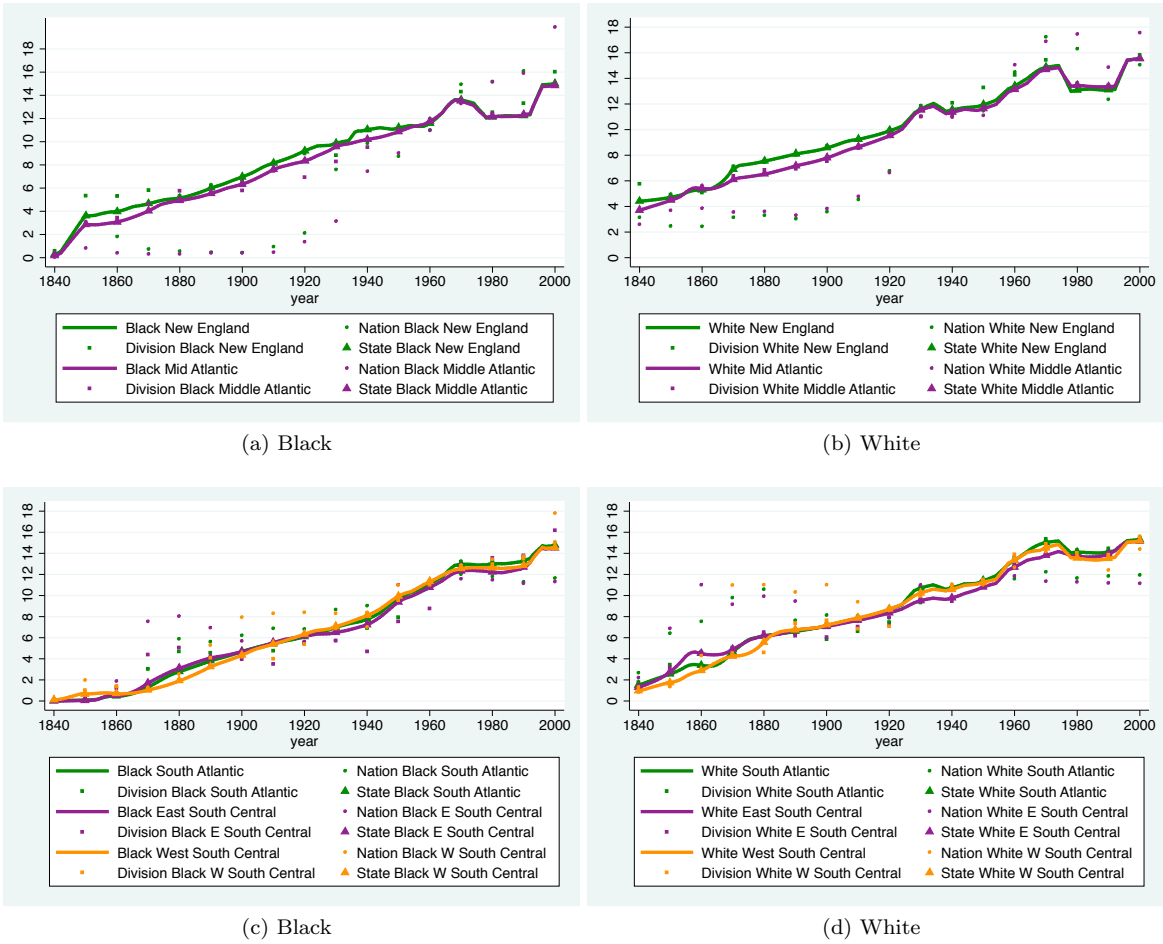 0 2 4 6 8 10 12 14 16 18
1840 1860 1880 1900 1920 1940 1960 1980 2000
year
Black New England Nation Black New England
Division Black New England State Black New England
Black Mid Atlantic Nation Black Middle Atlantic
Division Black Middle Atlantic State Black Middle Atlantic
(a) Black
0 2 4 6 8 10 12 14 16 18
1840 1860 1880 1900 1920 1940 1960 1980 2000
year
White New England Nation White New England
Division White New England State White New England
White Mid Atlantic Nation White Middle Atlantic
Division White Middle Atlantic State White Middle Atlantic
(b) White
0 2 4 6 8 10 12 14 16 18
1840 1860 1880 1900 1920 1940 1960 1980 2000
year
Black South Atlantic Nation Black South Atlantic
Division Black South Atlantic State Black South Atlantic
Black East South Central Nation Black E South Central
Division Black E South Central State Black E South Central
Black West South Central Nation Black W South Central
Division Black W South Central State Black W South Central
(c) Black
0 2 4 6 8 10 12 14 16 18
1840 1860 1880 1900 1920 1940 1960 1980 2000
year
White South Atlantic Nation White South Atlantic
Division White South Atlantic State White South Atlantic
White East South Central Nation White E South Central
Division White E South Central State White E South Central
White West South Central Nation White W South Central
Division White W South Central State White W South Central
(d) White